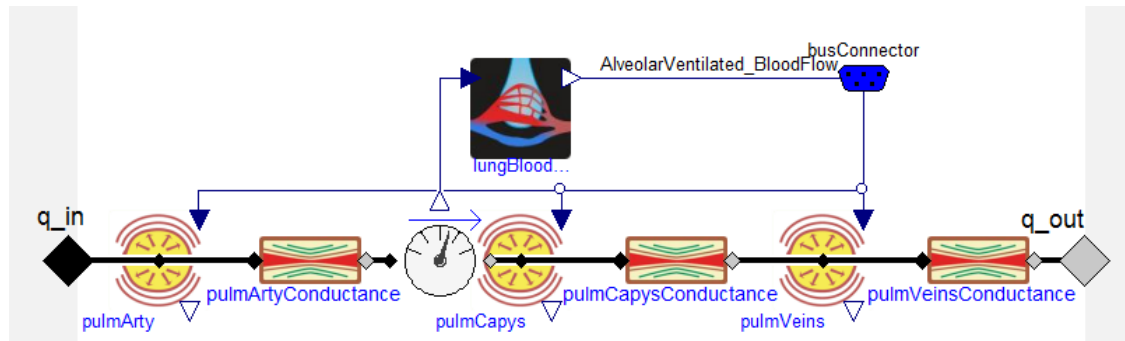 busConnector
AlveolarVentilated_BloodFlow
lungBlood...
q_in
q_out
pulmArtyConductance
pulmCapysConductance
pulmVeinsConductance
pulmArty
pulmCapys
pulmVeins